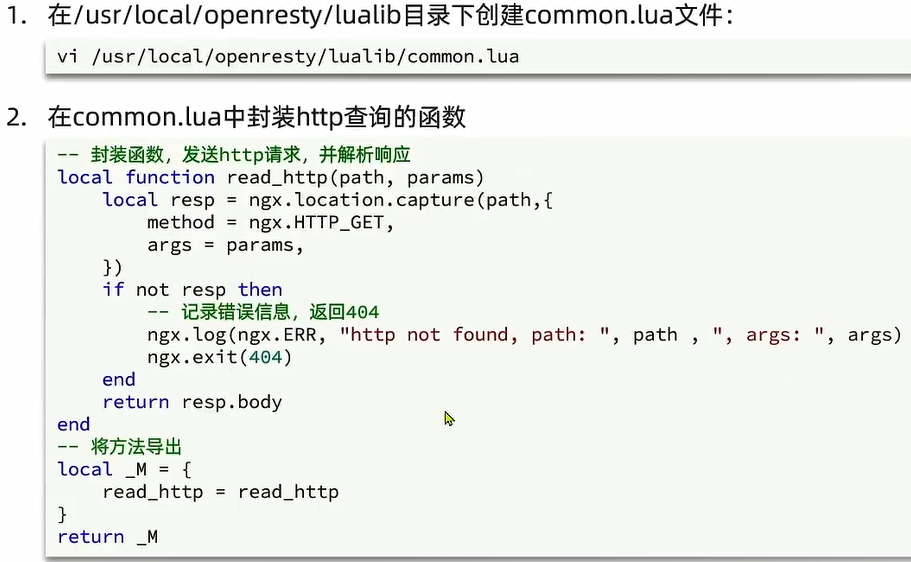 1. 在/usr/local/openresty/lualib目录下创建common.lua文件：
vi /usr/local/openresty/lualib/common.lua
2. 在common.lua中封装http查询的函数
-- 封装函数，发送http请求，并解析响应
local function read_http(path, params)
    local resp = ngx.location.capture(path,{
        method = ngx.HTTP_GET,
        args = params,
    })
    if not resp then
        -- 记录错误信息，返回404
        ngx.log(ngx.ERR, "http not found, path: ", path , ", args: ", args)
        ngx.exit(404)
    end
    return resp.body
end
-- 将方法导出
local _M = {
    read_http = read_http
}
return _M